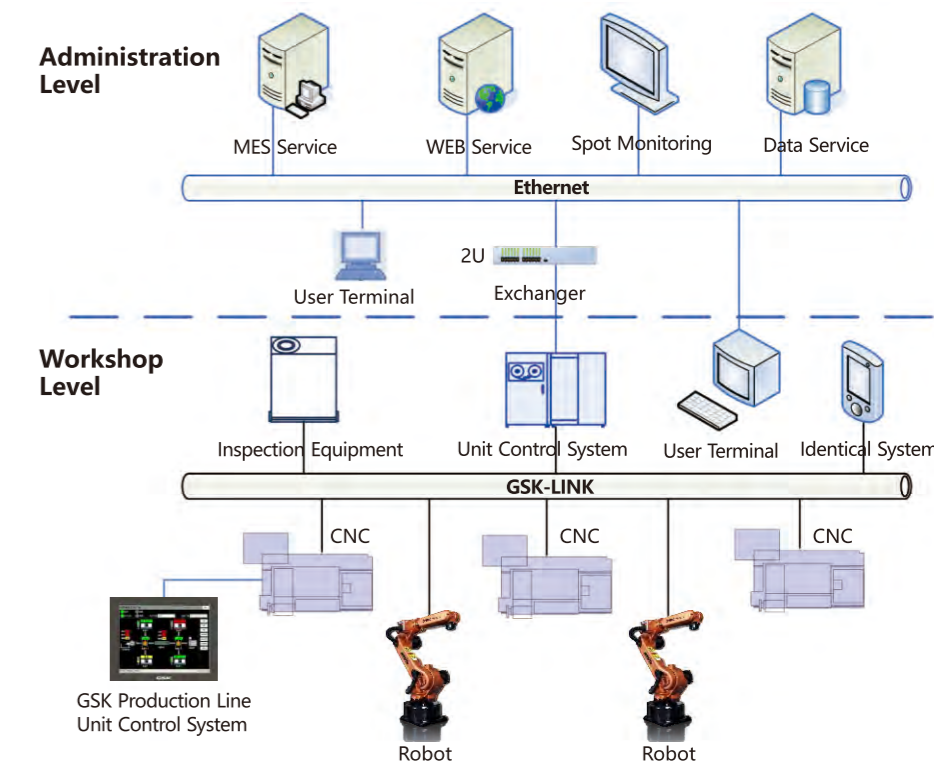 Administration
Level
MES Service
WEB Service
Spot Monitoring
Data Service
Ethernet
2U
User Terminal
Exchanger
Workshop
Level
Inspection Equipment
Unit Control System
User Terminal
Identical System
GSK-LINK
CNC
CNC
CNC
GSK Production Line
Unit Control System
Robot
Robot